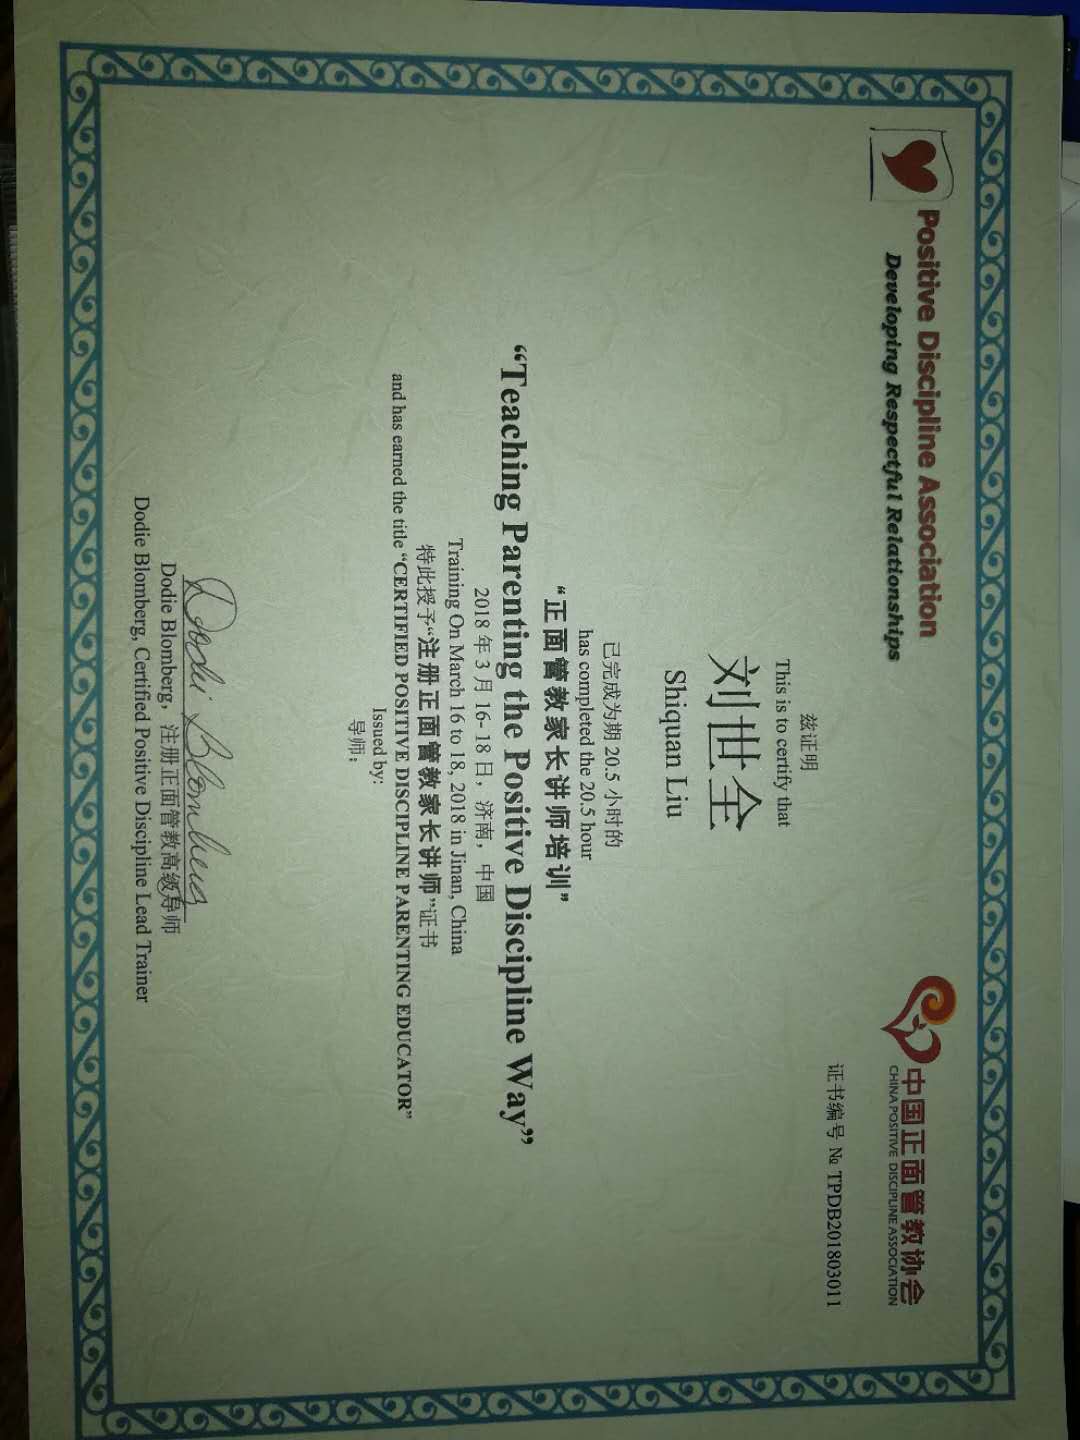 Positive Discipline Association
Developing Respectful Relationships
中国正面管教协会
CHINA POSITIVE DISCIPLINE ASSOCIATION
证书编号 № TPDB201803011
兹证明
This is to certify that
刘世全
Shiquan Liu
已完成为期 20.5 小时的
has completed the 20.5 hour
“正面管教家长讲师培训”
“Teaching Parenting the Positive Discipline Way”
2018 年 3 月 16-18 日，济南，中国
Training On March 16 to 18, 2018 in Jinan, China
特此授予“注册正面管教家长讲师”证书
and has earned the title “CERTIFIED POSITIVE DISCIPLINE PARENTING EDUCATOR”
Issued by:
导师：
Dodie Blomberg
Dodie Blomberg，注册正面管教高级导师
Dodie Blomberg, Certified Positive Discipline Lead Trainer